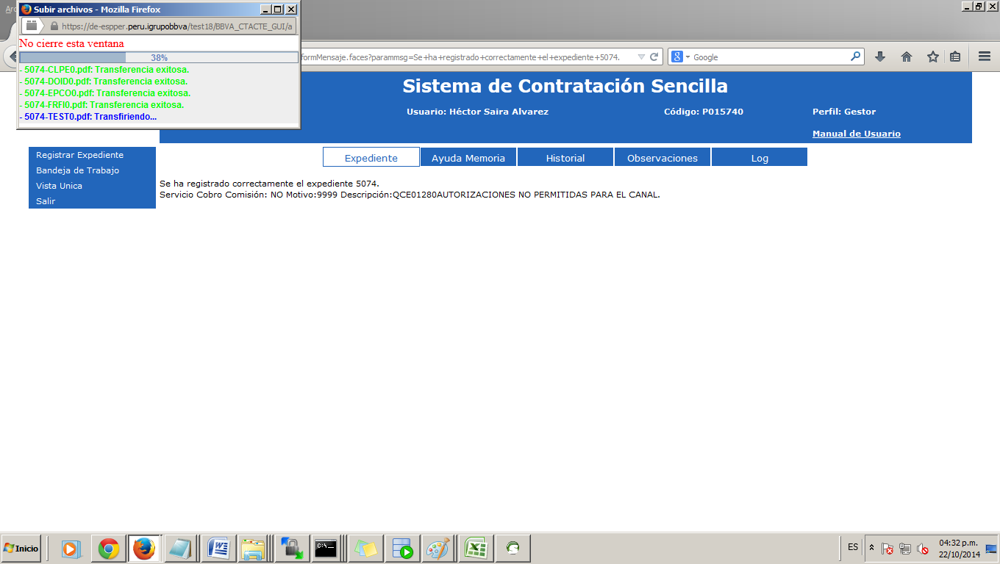 Subir archivos - Mozilla Firefox
https://de-espper.peru.igrupobbva/test18/BBVA_CTACTE_GUI/a
No cierre esta ventana
38%
- 5074-CLPE0.pdf: Transferencia exitosa.
- 5074-DOID0.pdf: Transferencia exitosa.
- 5074-EPCO0.pdf: Transferencia exitosa.
- 5074-FRFI0.pdf: Transferencia exitosa.
- 5074-TEST0.pdf: Transfiriendo...
formMensaje.faces?parammsg=Se+ha+registrado+correctamente+el+expediente+5074.
Google
Sistema de Contratación Sencilla
Usuario: Héctor Saira Alvarez Código: P015740 Perfil: Gestor
Manual de Usuario
Registrar Expediente
Bandeja de Trabajo
Vista Unica
Salir
Expediente Ayuda Memoria Historial Observaciones Log
Se ha registrado correctamente el expediente 5074.
Servicio Cobro Comisión: NO Motivo:9999 Descripción:QCE01280AUTORIZACIONES NO PERMITIDAS PARA EL CANAL.
Inicio
ES
04:32 p.m.
22/10/2014